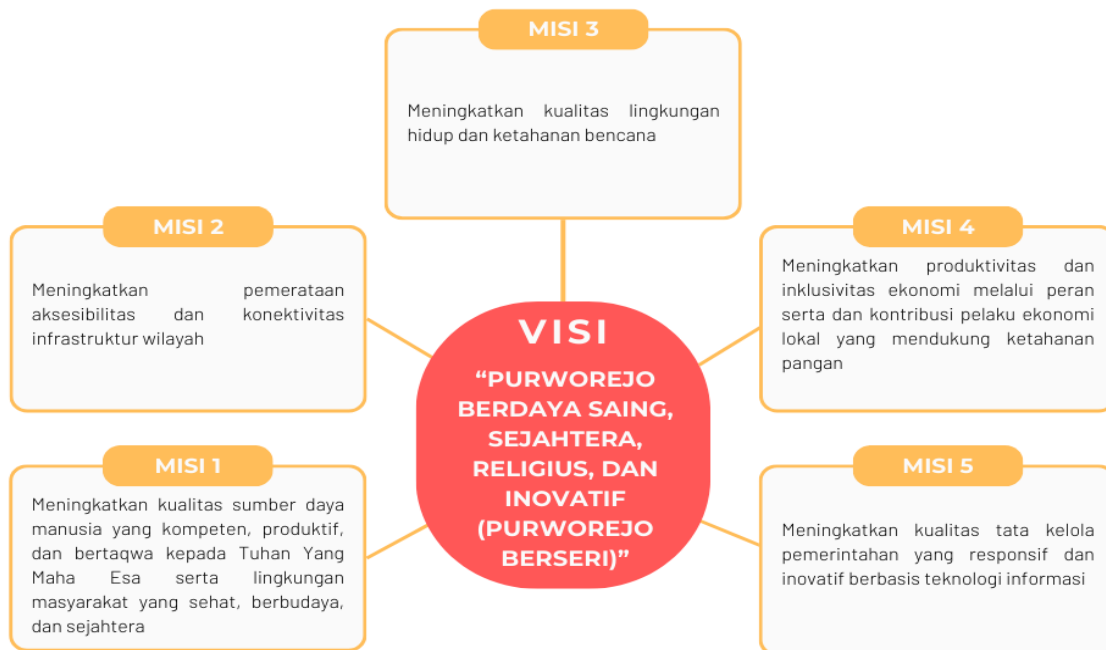 MISI 3
Meningkatkan kualitas lingkungan
hidup dan ketahanan bencana
MISI 2
Meningkatkan pemerataan
aksesibilitas dan konektivitas
infrastruktur wilayah
MISI 4
Meningkatkan produktivitas dan
inklusivitas ekonomi melalui peran
serta dan kontribusi pelaku ekonomi
lokal yang mendukung ketahanan
pangan
VISI
“PURWOREJO
BERDAYA SAING,
SEJAHTERA,
RELIGIUS, DAN
INOVATIF
(PURWOREJO
BERSERI)”
MISI 1
Meningkatkan kualitas sumber daya
manusia yang kompeten, produktif,
dan bertaqwa kepada Tuhan Yang
Maha Esa serta lingkungan
masyarakat yang sehat, berbudaya,
dan sejahtera
MISI 5
Meningkatkan kualitas tata kelola
pemerintahan yang responsif dan
inovatif berbasis teknologi informasi